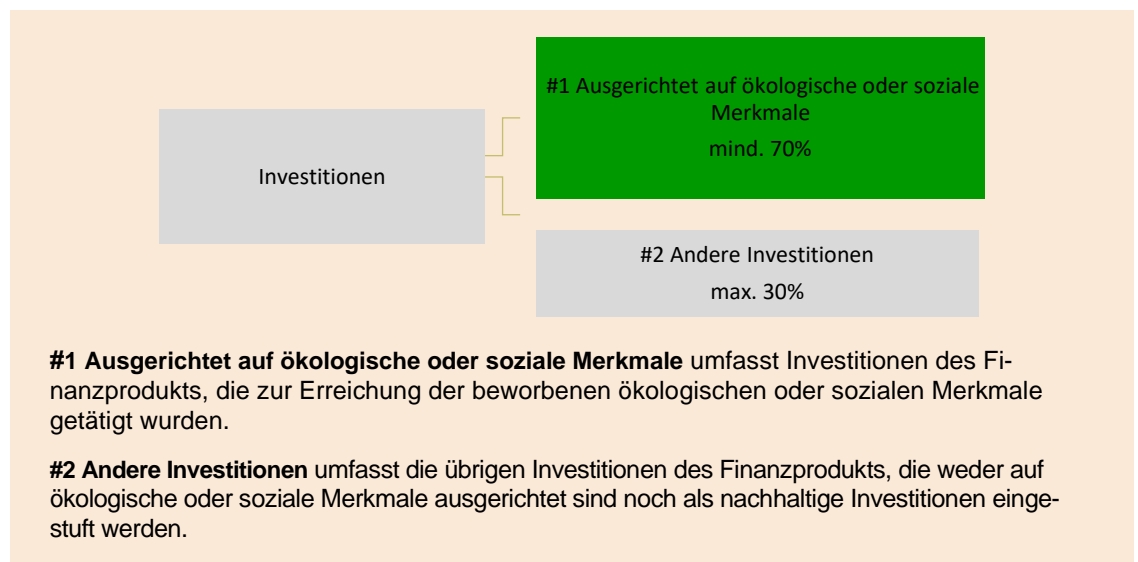 #1 Ausgerichtet auf ökologische oder soziale
Merkmale
mind. 70%
Investitionen
#2 Andere Investitionen
max. 30%
#1 Ausgerichtet auf ökologische oder soziale Merkmale umfasst Investitionen des Fi-
nanzprodukts, die zur Erreichung der beworbenen ökologischen oder sozialen Merkmale
getätigt wurden.
#2 Andere Investitionen umfasst die übrigen Investitionen des Finanzprodukts, die weder auf
ökologische oder soziale Merkmale ausgerichtet sind noch als nachhaltige Investitionen einge-
stuft werden.